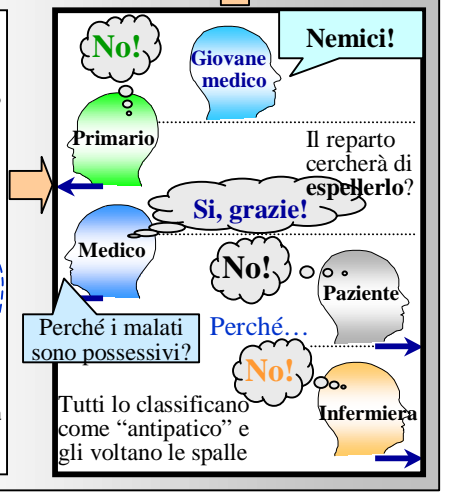 No!
Giovane
medico
Nemici!
Primario
Il reparto
cercherà di
espellerlo?
Si, grazie!
Medico
No!
Paziente
Perché i malati
sono possessivi?
Perché…
No!
Infermiera
Tutti lo classificano
come “antipatico” e
gli voltano le spalle